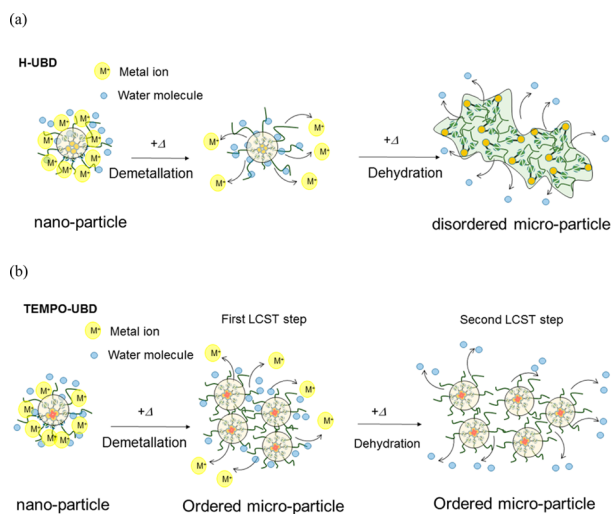 (a)
H-UBD
M⁺ Metal ion
Water molecule
M⁺ M⁺ M⁺ M⁺ M⁺ M⁺ M⁺ M⁺
+Δ
Demetallation
M⁺
M⁺ M⁺
M⁺ M⁺
+Δ
Dehydration
nano-particle
disordered micro-particle
(b)
TEMPO-UBD
M⁺ Metal ion
Water molecule
First LCST step
Second LCST step
M⁺ M⁺ M⁺ M⁺ M⁺ M⁺ M⁺
+Δ
Demetallation
M⁺ M⁺
M⁺
M⁺
M⁺ M⁺
+Δ
Dehydration
nano-particle
Ordered micro-particle
Ordered micro-particle